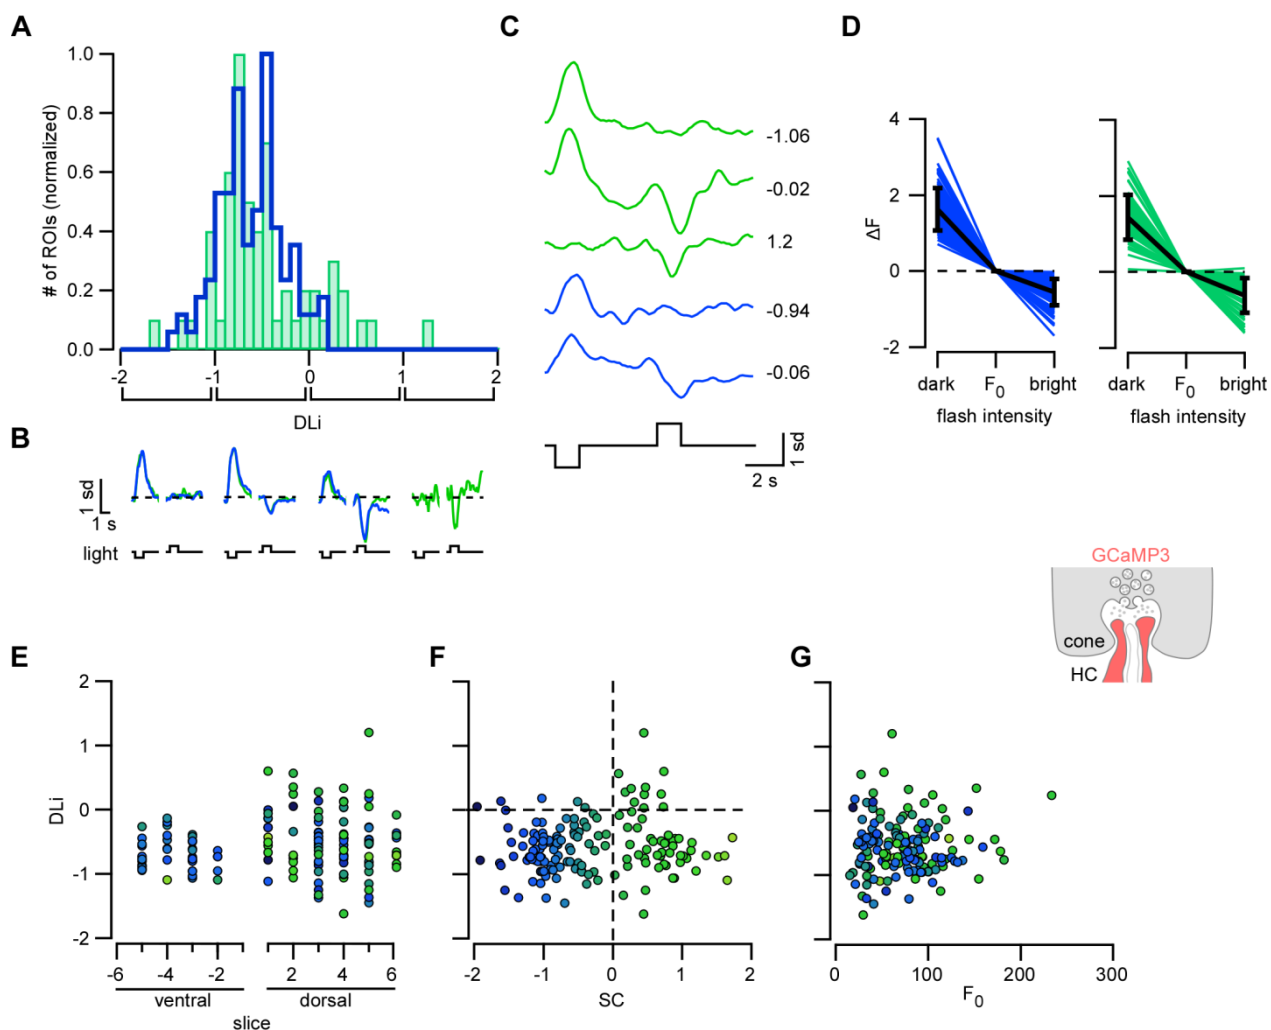 A
C
D
1.0
0.8
0.6
0.4
0.2
0.0
# of ROIs (normalized)
-2
-1
0
1
2
DLi
-1.06
-0.02
1.2
-0.94
-0.06
1 sd
2 s
4
2
0
-2
ΔF
dark
F0
bright
flash intensity
dark
F0
bright
flash intensity
B
1 sd
1 s
light
GCaMP3
cone
HC
E
F
G
2
1
0
-1
-2
DLi
-6
-4
-2
2
4
6
ventral
dorsal
slice
-2
-1
0
1
2
SC
0
100
200
300
F0